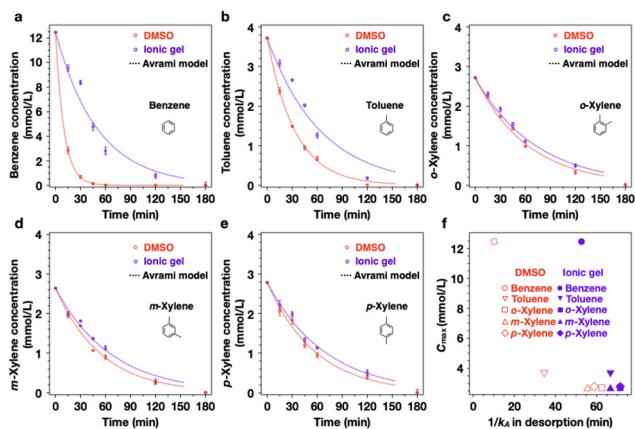 a
DMSO
Ionic gel
Avrami model
Benzene
Benzene concentration
(mmol/L)
12
9
6
3
0
0 30 60 90 120 150 180
Time (min)
b
DMSO
Ionic gel
Avrami model
Toluene
Toluene concentration
(mmol/L)
4
3
2
1
0
0 30 60 90 120 150 180
Time (min)
c
DMSO
Ionic gel
Avrami model
o-Xylene
o-Xylene concentration
(mmol/L)
4
3
2
1
0
0 30 60 90 120 150 180
Time (min)
d
DMSO
Ionic gel
Avrami model
m-Xylene
m-Xylene concentration
(mmol/L)
4
3
2
1
0
0 30 60 90 120 150 180
Time (min)
e
DMSO
Ionic gel
Avrami model
p-Xylene
p-Xylene concentration
(mmol/L)
4
3
2
1
0
0 30 60 90 120 150 180
Time (min)
f
DMSO Ionic gel
Benzene Benzene
Toluene Toluene
o-Xylene o-Xylene
m-Xylene m-Xylene
p-Xylene p-Xylene
Cmax (mmol/L)
12
10
8
6
4
0 20 40 60
1/kA in desorption (min)